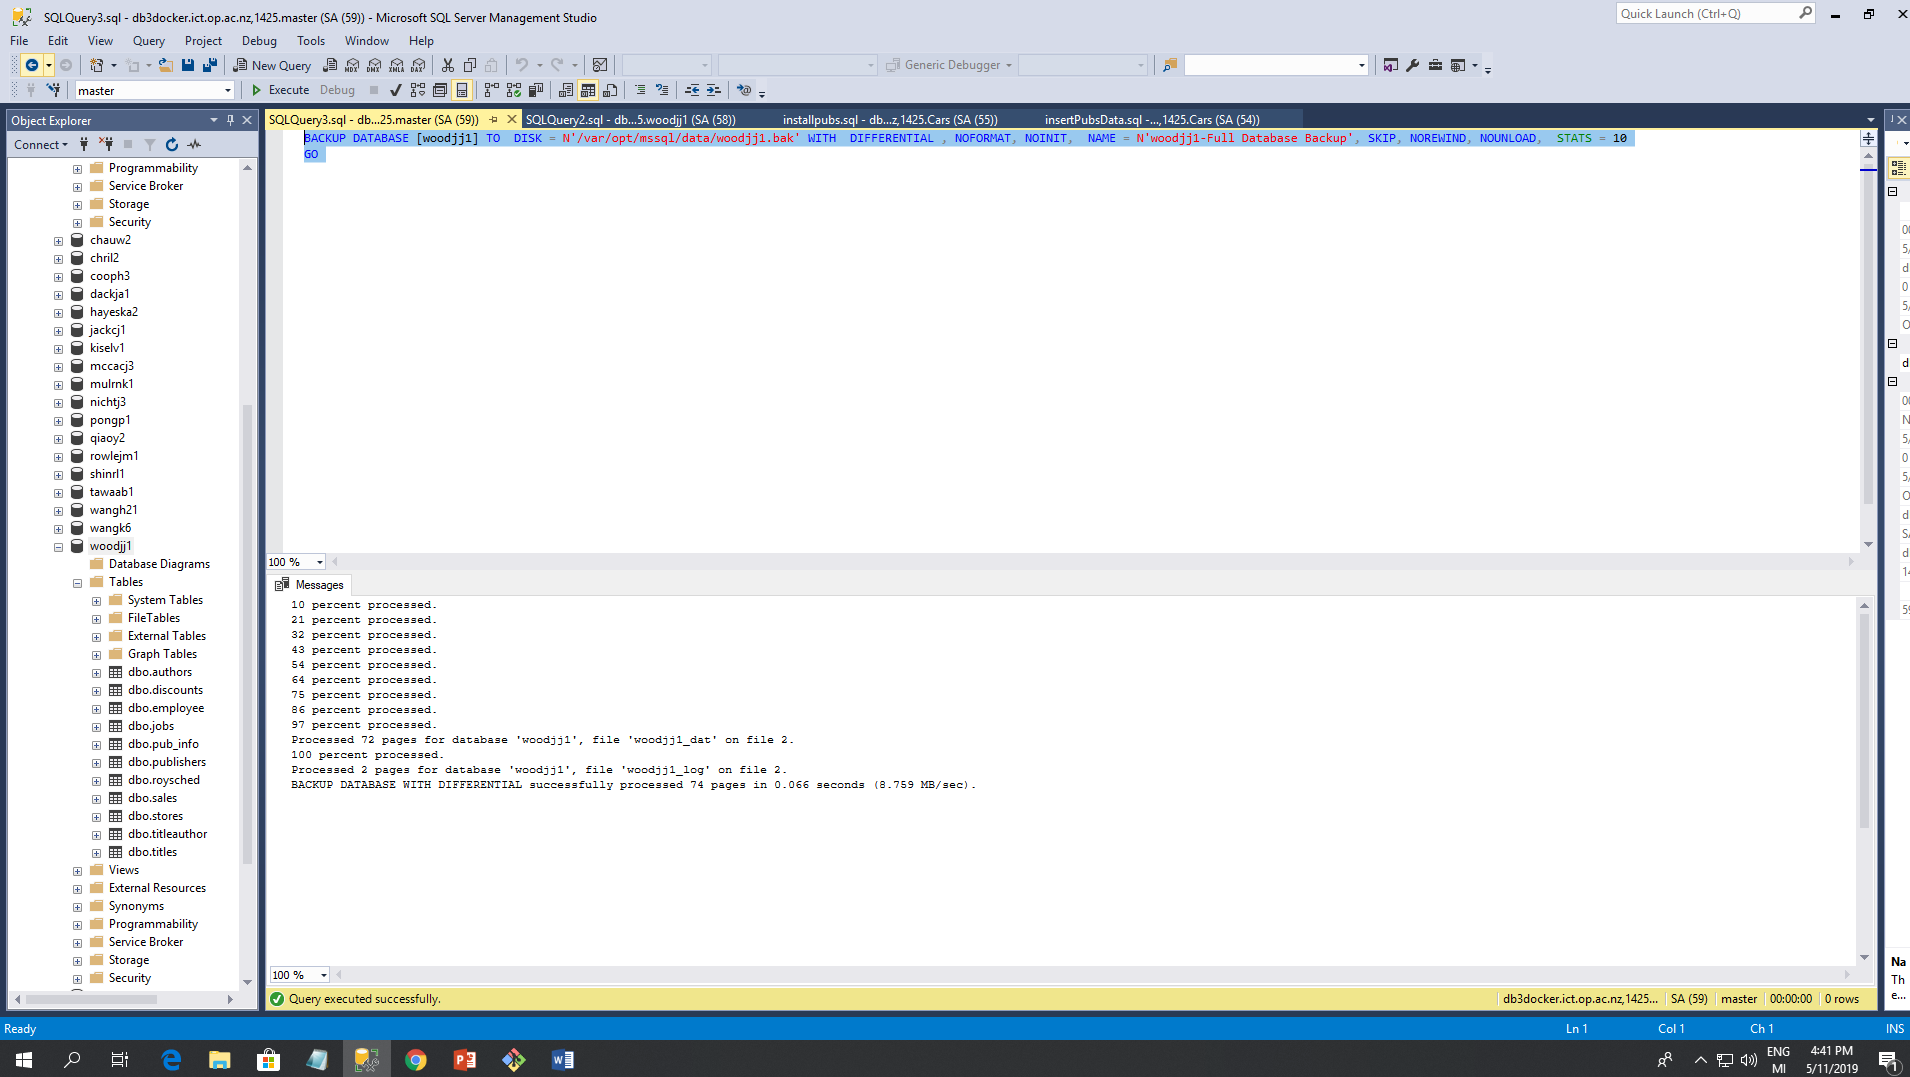 SQLQuery3.sql - db3docker.ict.op.ac.nz,1425.master (SA (59)) - Microsoft SQL Server Management Studio
Quick Launch (Ctrl+Q)
File Edit View Query Project Debug Tools Window Help
New Query
MDX DMX XMLA DAX
Generic Debugger
master
Execute Debug
Object Explorer
SQLQuery3.sql - db...25.master (SA (59)) SQLQuery2.sql - db...5.woodjj1 (SA (58)) installpubs.sql - db...z,1425.Cars (SA (55)) insertPubsData.sql -...,1425.Cars (SA (54))
Connect
BACKUP DATABASE [woodjj1] TO  DISK = N'/var/opt/mssql/data/woodjj1.bak' WITH  DIFFERENTIAL , NOFORMAT, NOINIT,  NAME = N'woodjj1-Full Database Backup', SKIP, NOREWIND, NOUNLOAD,  STATS = 10
GO
Programmability
Service Broker
Storage
Security
chauw2
chril2
cooph3
dackja1
hayeska2
jackcj1
kiselv1
mccacj3
mulrnk1
nichtj3
pongp1
qiaoy2
rowlejm1
shinrl1
tawaab1
wangh21
wangk6
woodjj1
Database Diagrams
Tables
System Tables
FileTables
External Tables
Graph Tables
dbo.authors
dbo.discounts
dbo.employee
dbo.jobs
dbo.pub_info
dbo.publishers
dbo.roysched
dbo.sales
dbo.stores
dbo.titleauthor
dbo.titles
Views
External Resources
Synonyms
Programmability
Service Broker
Storage
Security
100 %
Messages
10 percent processed.
21 percent processed.
32 percent processed.
43 percent processed.
54 percent processed.
64 percent processed.
75 percent processed.
86 percent processed.
97 percent processed.
Processed 72 pages for database 'woodjj1', file 'woodjj1_dat' on file 2.
100 percent processed.
Processed 2 pages for database 'woodjj1', file 'woodjj1_log' on file 2.
BACKUP DATABASE WITH DIFFERENTIAL successfully processed 74 pages in 0.066 seconds (8.759 MB/sec).
100 %
Query executed successfully.
db3docker.ict.op.ac.nz,1425... SA (59) master 00:00:00 0 rows
Na
Th
e...
Ready
Ln 1 Col 1 Ch 1 INS
ENG
MI
4:41 PM
5/11/2019
1